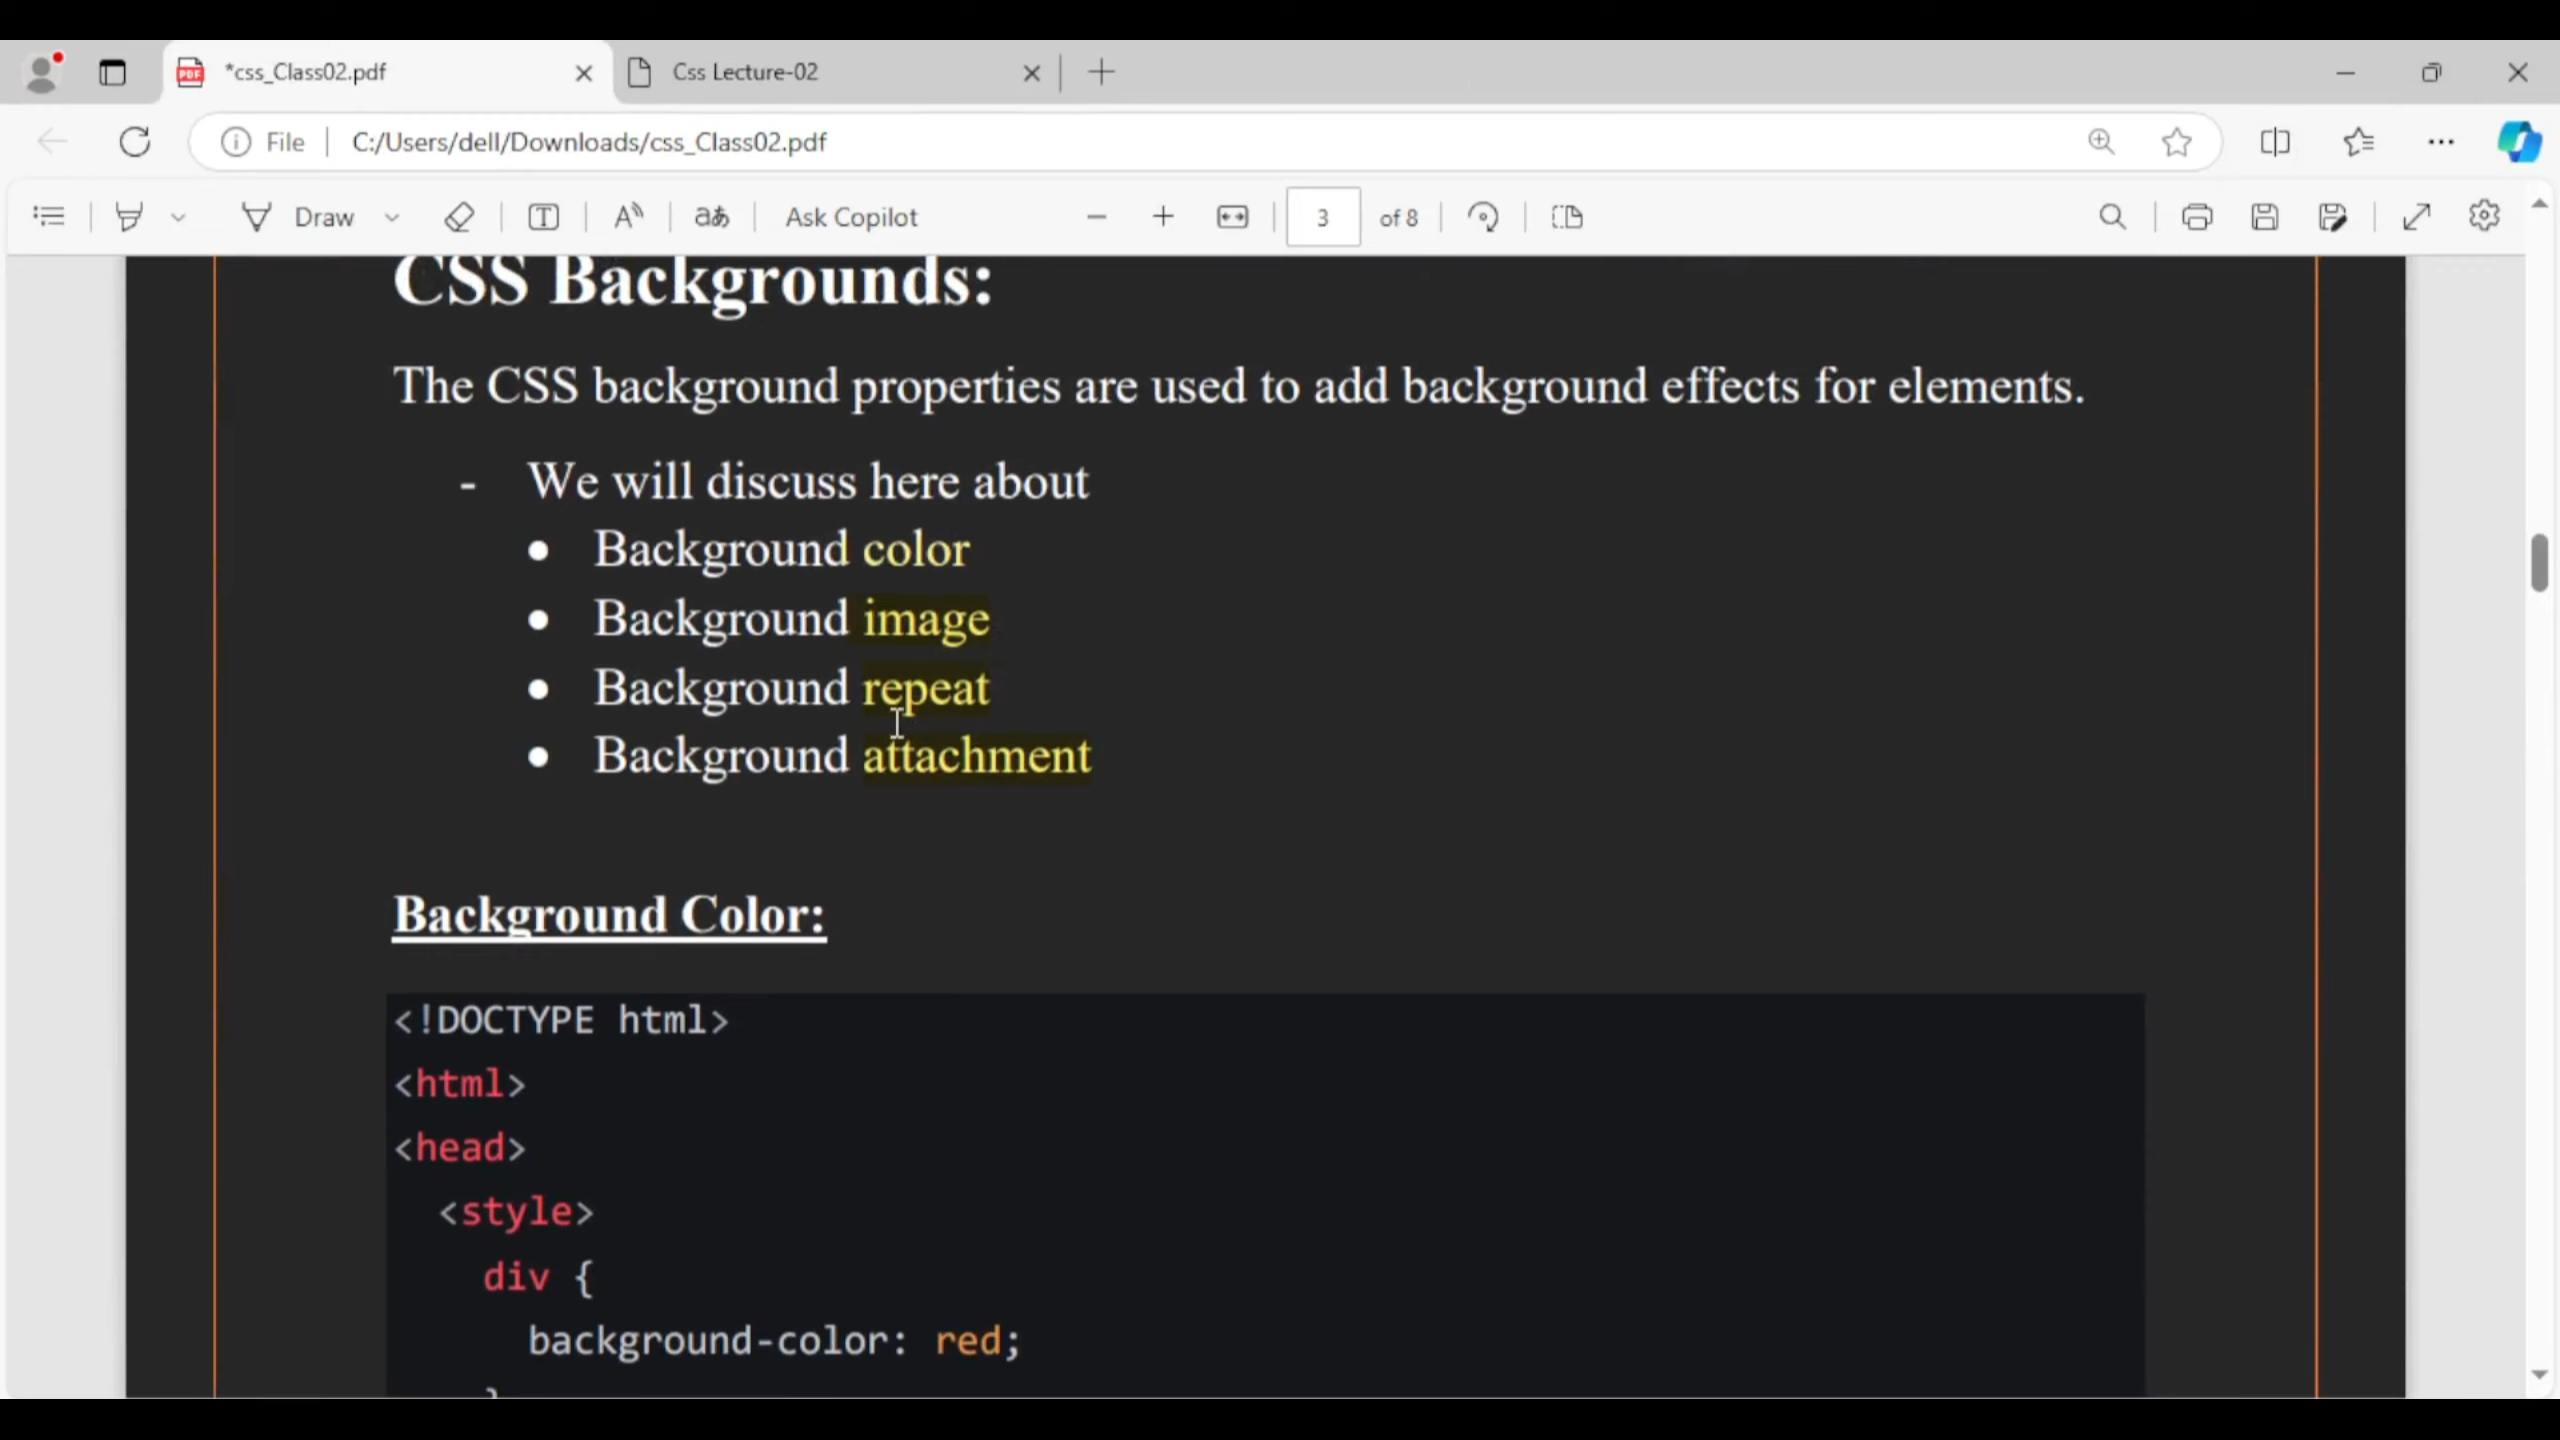 *css_Class02.pdf
Css Lecture-02
File
C:/Users/dell/Downloads/css_Class02.pdf
Draw
aあ
Ask Copilot
3 of 8
CSS Backgrounds:
The CSS background properties are used to add background effects for elements.
- We will discuss here about
• Background color
• Background image
• Background repeat
• Background attachment
Background Color:
<!DOCTYPE html>
<html>
<head>
<style>
div {
background-color: red;
}